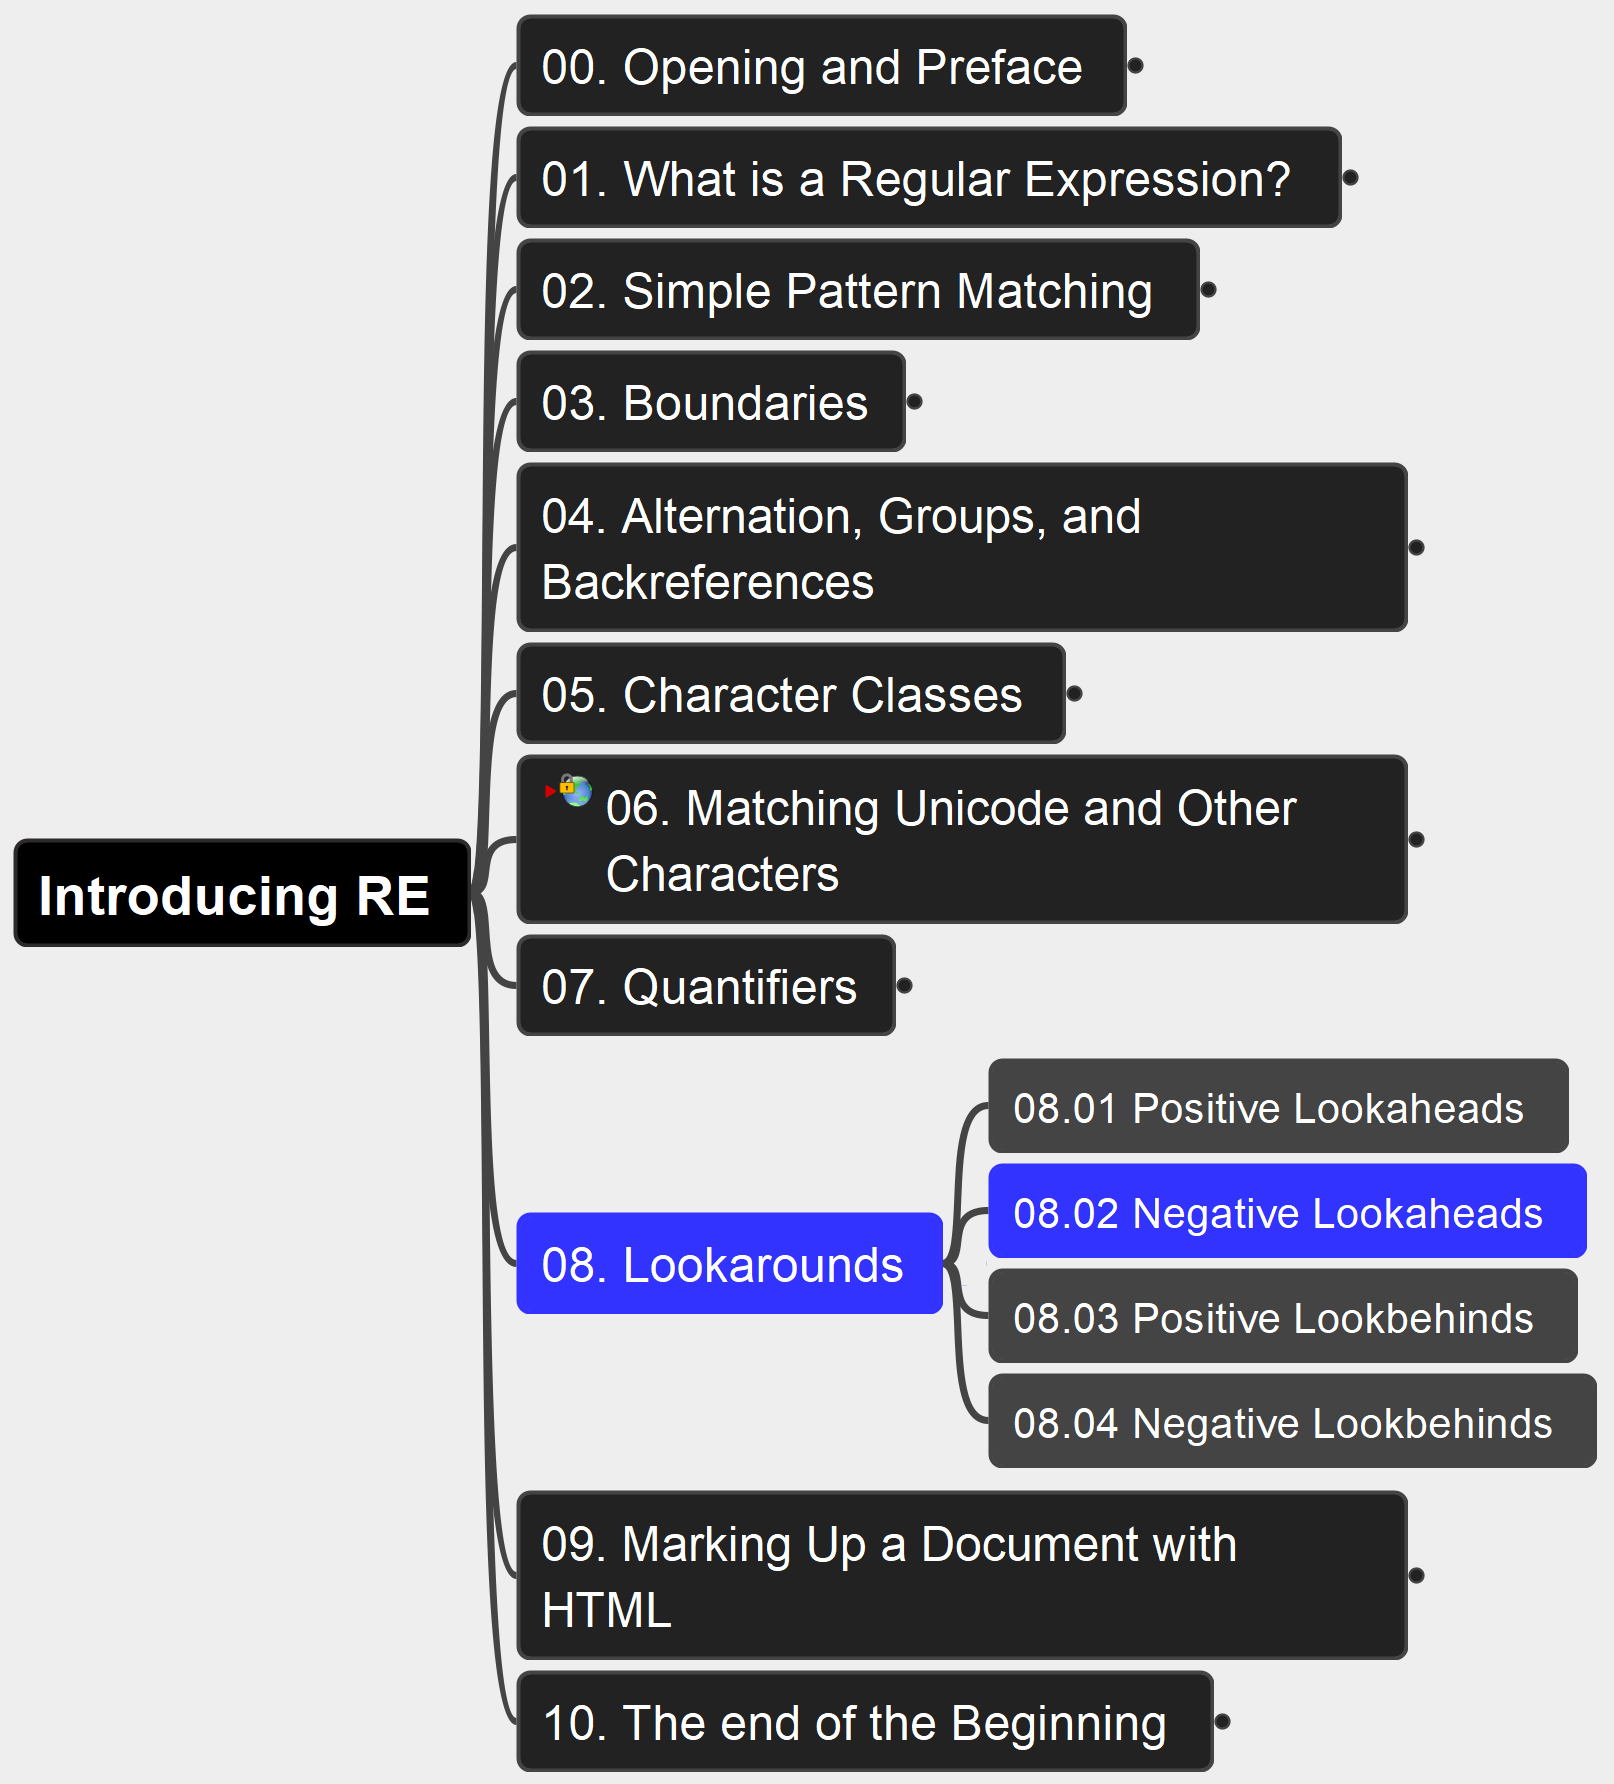 00. Opening and Preface
01. What is a Regular Expression?
02. Simple Pattern Matching
03. Boundaries
04. Alternation, Groups, and
Backreferences
05. Character Classes
06. Matching Unicode and Other
Characters
Introducing RE
07. Quantifiers
08. Lookarounds
08.01 Positive Lookaheads
08.02 Negative Lookaheads
08.03 Positive Lookbehinds
08.04 Negative Lookbehinds
09. Marking Up a Document with
HTML
10. The end of the Beginning